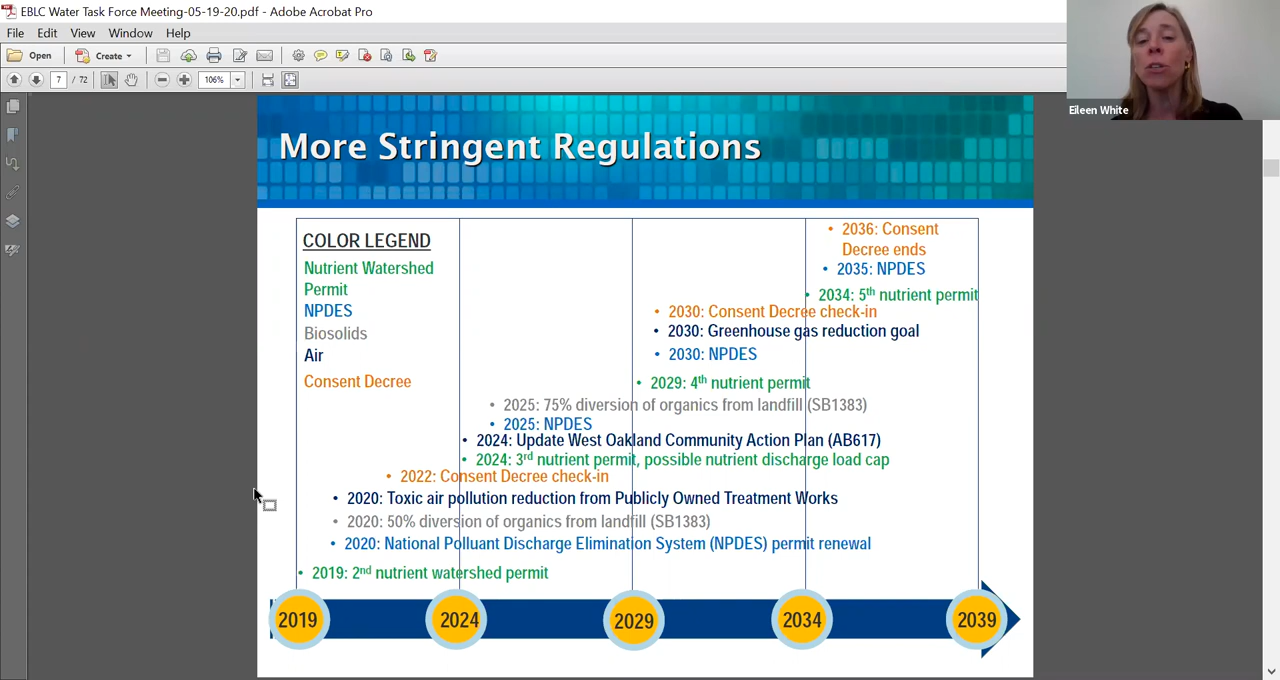 EBLC Water Task Force Meeting-05-19-20.pdf - Adobe Acrobat Pro
File Edit View Window Help
Open Create
7 / 72 106%
Eileen White
More Stringent Regulations
COLOR LEGEND
Nutrient Watershed
Permit
NPDES
Biosolids
Air
Consent Decree
• 2036: Consent
Decree ends
• 2035: NPDES
• 2034: 5th nutrient permit
• 2030: Consent Decree check-in
• 2030: Greenhouse gas reduction goal
• 2030: NPDES
• 2029: 4th nutrient permit
• 2025: 75% diversion of organics from landfill (SB1383)
• 2025: NPDES
• 2024: Update West Oakland Community Action Plan (AB617)
• 2024: 3rd nutrient permit, possible nutrient discharge load cap
• 2022: Consent Decree check-in
• 2020: Toxic air pollution reduction from Publicly Owned Treatment Works
• 2020: 50% diversion of organics from landfill (SB1383)
• 2020: National Polluant Discharge Elimination System (NPDES) permit renewal
• 2019: 2nd nutrient watershed permit
2019 2024 2029 2034 2039